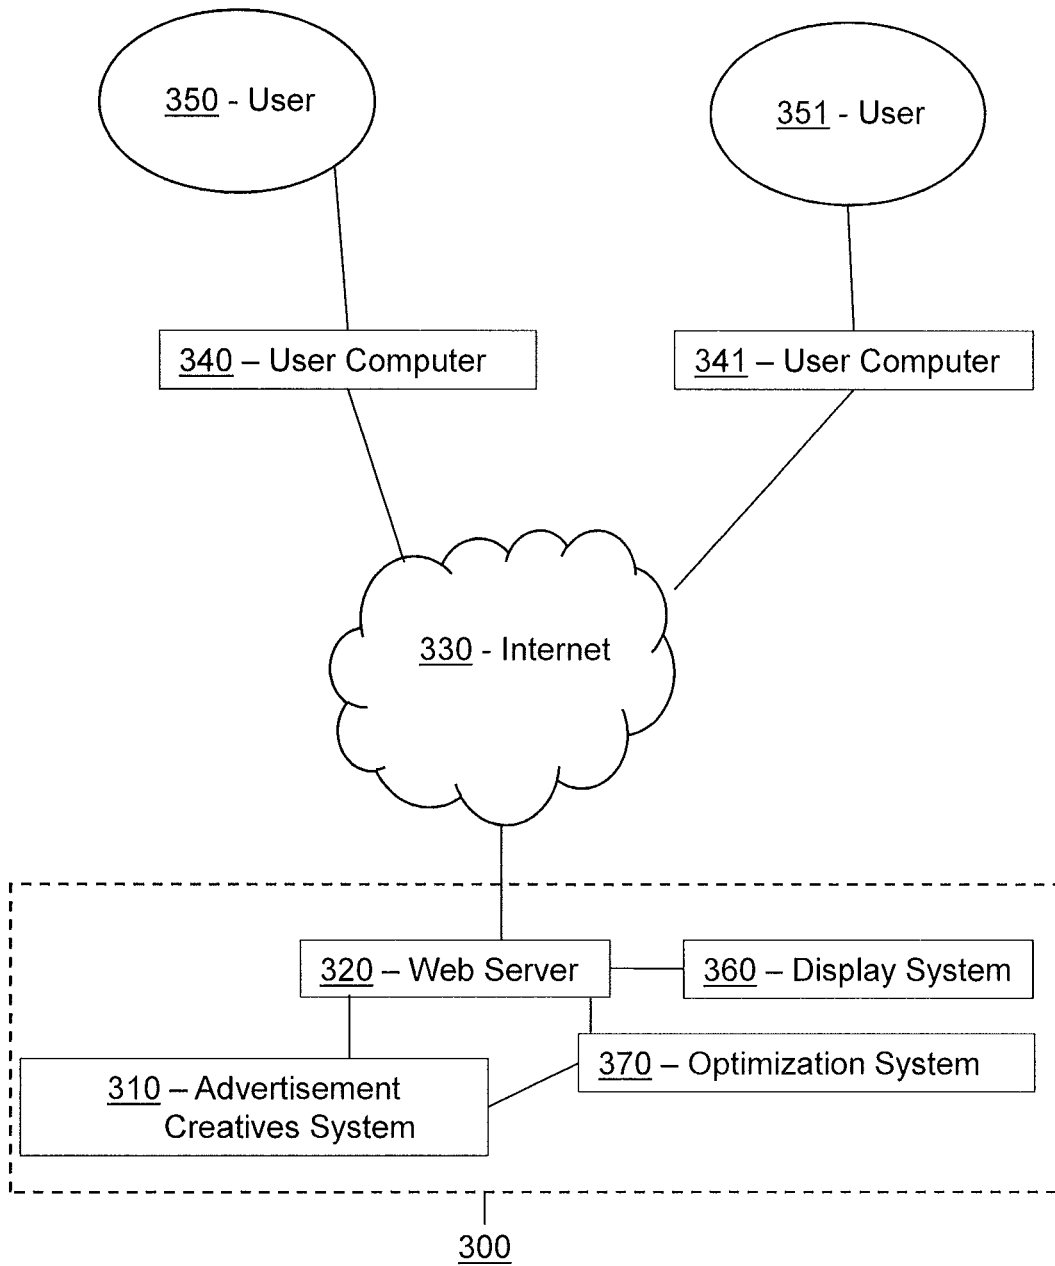 350 - User
351 - User
340 – User Computer
341 – User Computer
330 - Internet
320 – Web Server
360 – Display System
370 – Optimization System
310 – Advertisement
Creatives System
300